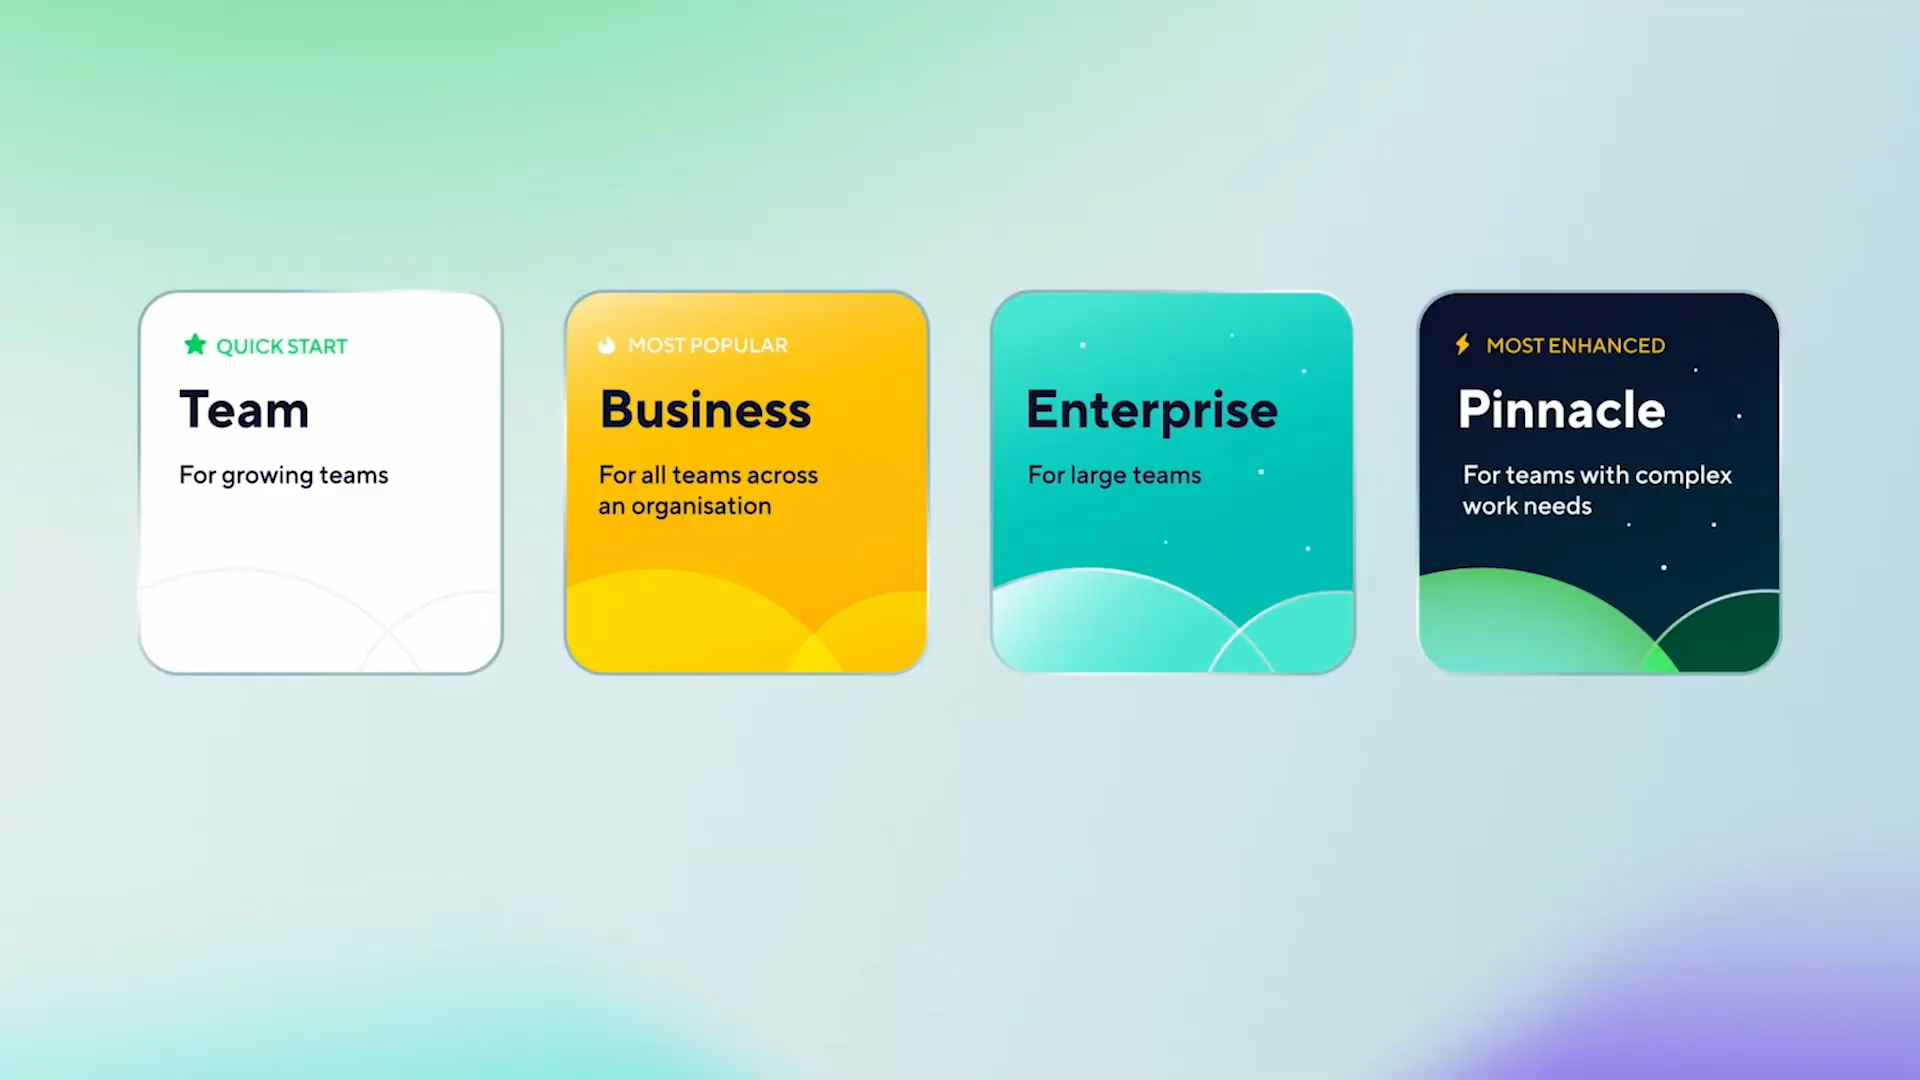 QUICK START
Team
For growing teams
MOST POPULAR
Business
For all teams across
an organisation
Enterprise
For large teams
MOST ENHANCED
Pinnacle
For teams with complex
work needs